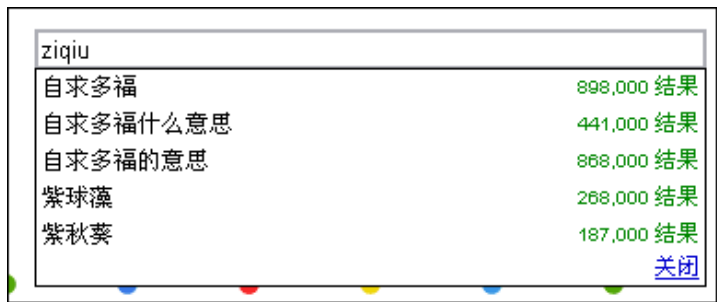 ziqiu
自求多福 898,000 结果
自求多福什么意思 441,000 结果
自求多福的意思 868,000 结果
紫球藻 268,000 结果
紫秋葵 187,000 结果
关闭